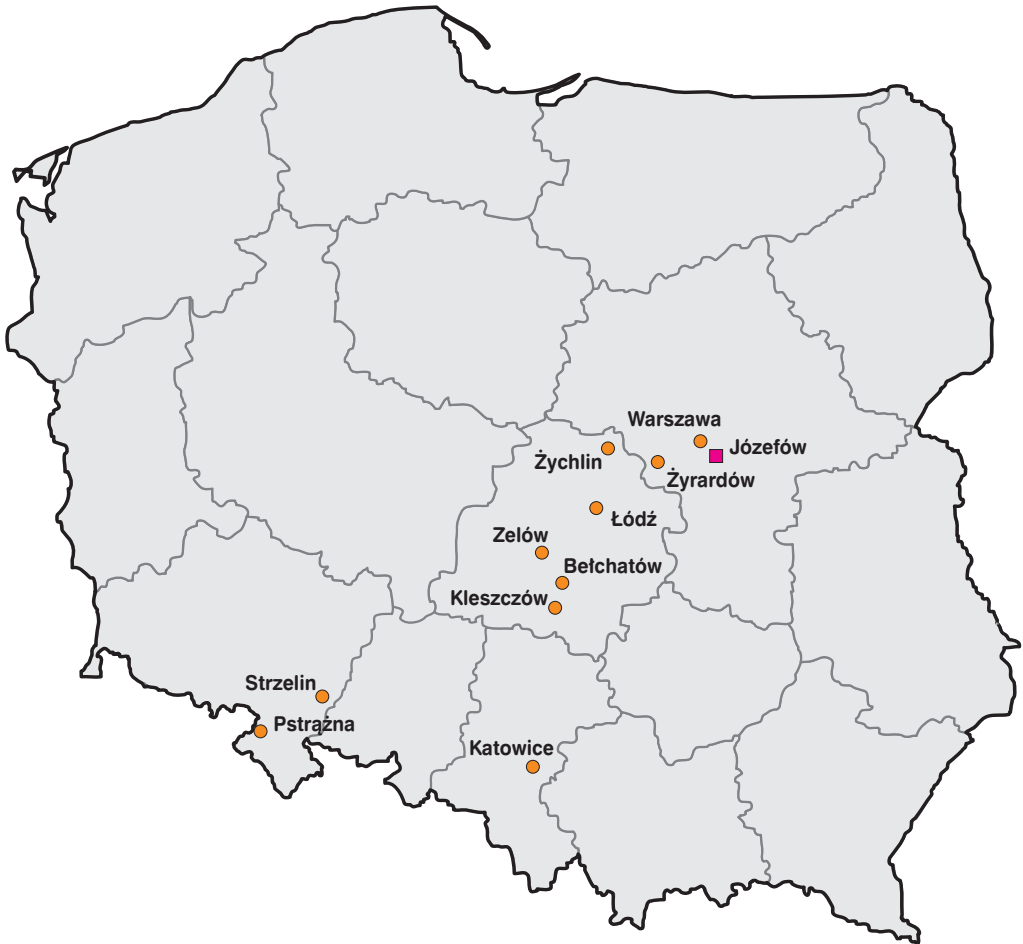 Warszawa
Józefów
Żychlin
Żyrardów
Łódź
Zelów
Bełchatów
Kleszczów
Strzelin
Pstrążna
Katowice